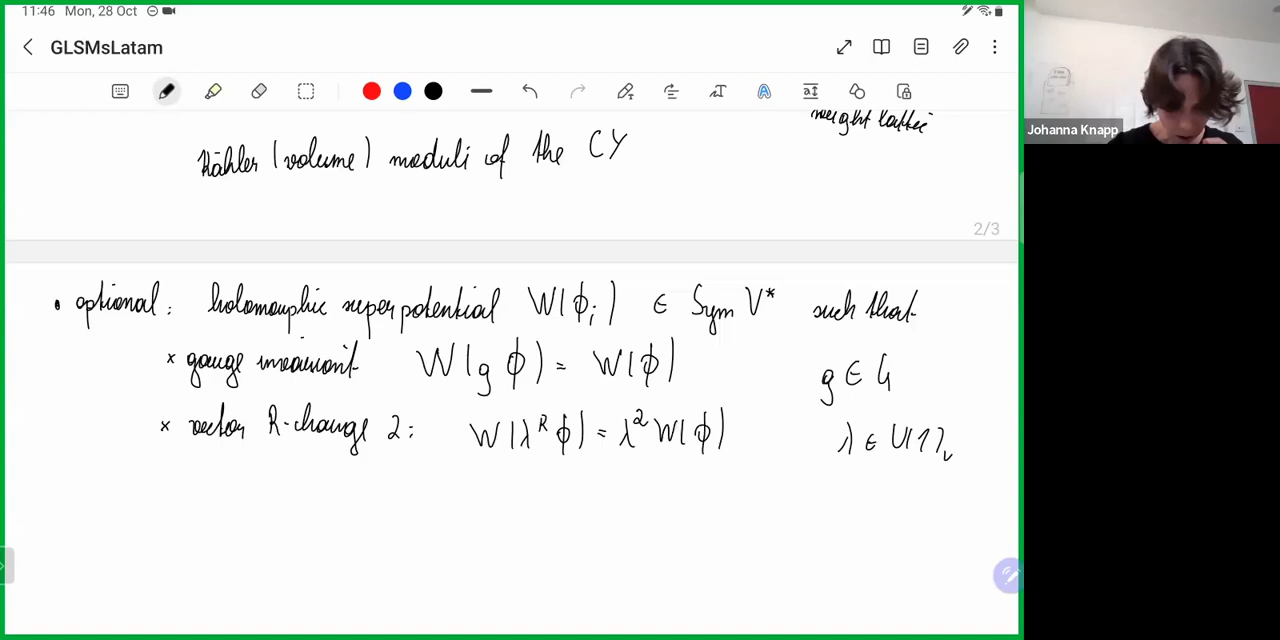 11:46 Mon, 28 Oct
GLSMsLatam
weight lattice
Kähler (volume) moduli of the CY
2/3
• optional: holomorphic superpotential W(ϕ_i) ∈ Sym V* such that
× gauge invariant W(g ϕ) = W(ϕ) g ∈ G
× vector R-charge 2: W(λ^R ϕ) = λ^2 W(ϕ) λ ∈ U(1)_V
Johanna Knapp